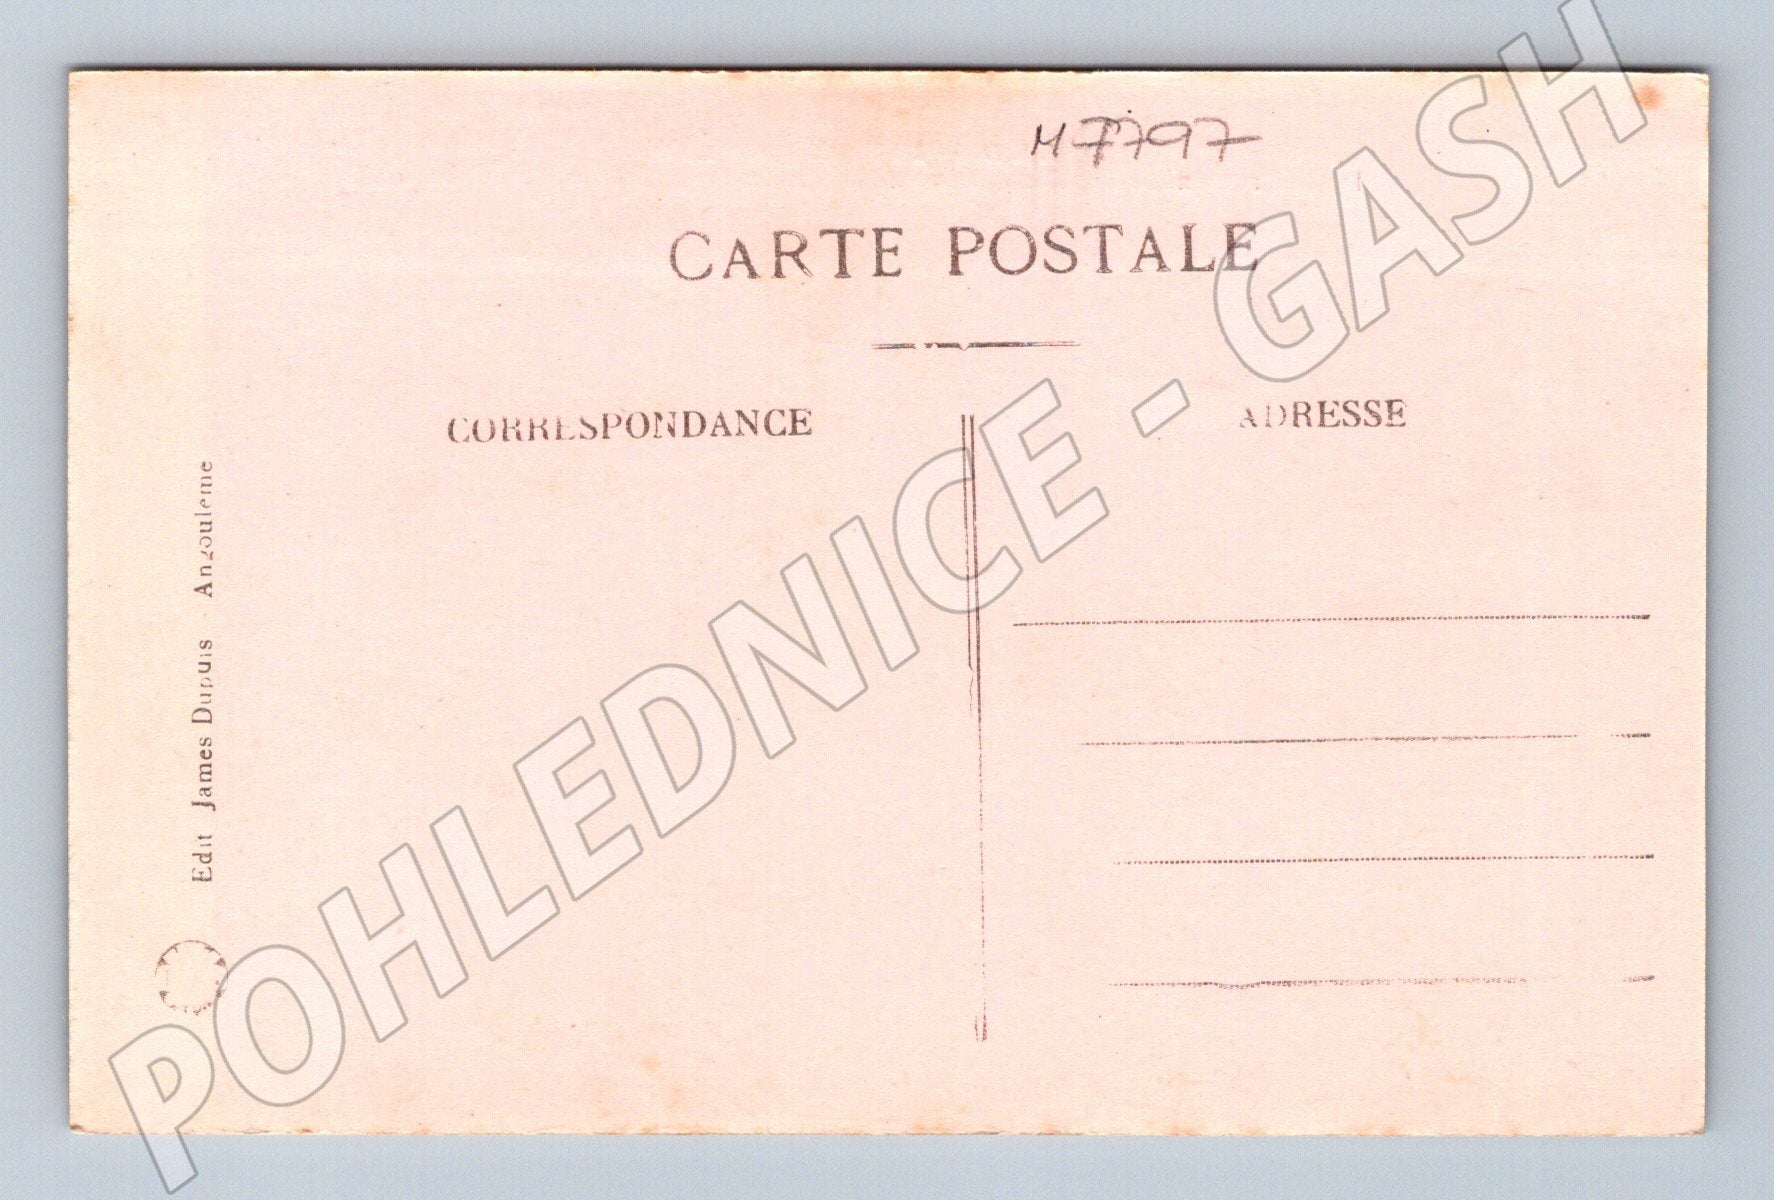 M7797
CARTE POSTALE
CORRESPONDANCE
ADRESSE
Edit James Dupuis Angouleme
POHLEDNICE - GASH